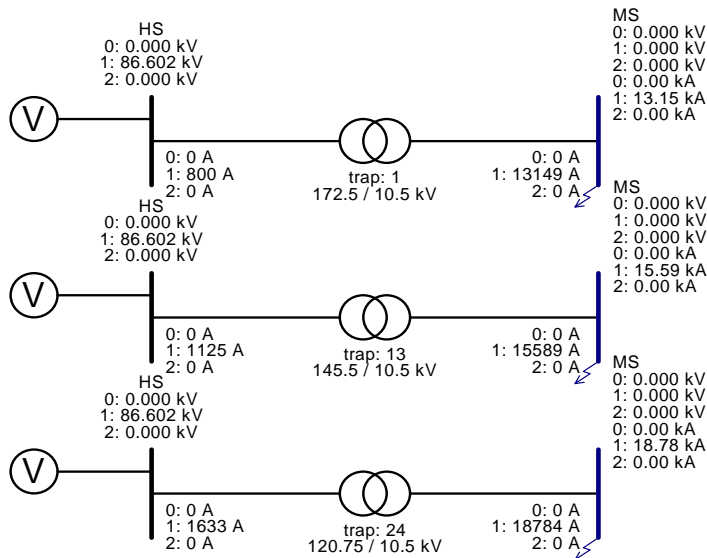 HS
0: 0.000 kV
1: 86.602 kV
2: 0.000 kV
MS
0: 0.000 kV
1: 0.000 kV
2: 0.000 kV
0: 0.00 kA
1: 13.15 kA
2: 0.00 kA
V
0: 0 A
1: 800 A
2: 0 A
trap: 1
172.5 / 10.5 kV
0: 0 A
1: 13149 A
2: 0 A
HS
0: 0.000 kV
1: 86.602 kV
2: 0.000 kV
MS
0: 0.000 kV
1: 0.000 kV
2: 0.000 kV
0: 0.00 kA
1: 15.59 kA
2: 0.00 kA
V
0: 0 A
1: 1125 A
2: 0 A
trap: 13
145.5 / 10.5 kV
0: 0 A
1: 15589 A
2: 0 A
HS
0: 0.000 kV
1: 86.602 kV
2: 0.000 kV
MS
0: 0.000 kV
1: 0.000 kV
2: 0.000 kV
0: 0.00 kA
1: 18.78 kA
2: 0.00 kA
V
0: 0 A
1: 1633 A
2: 0 A
trap: 24
120.75 / 10.5 kV
0: 0 A
1: 18784 A
2: 0 A